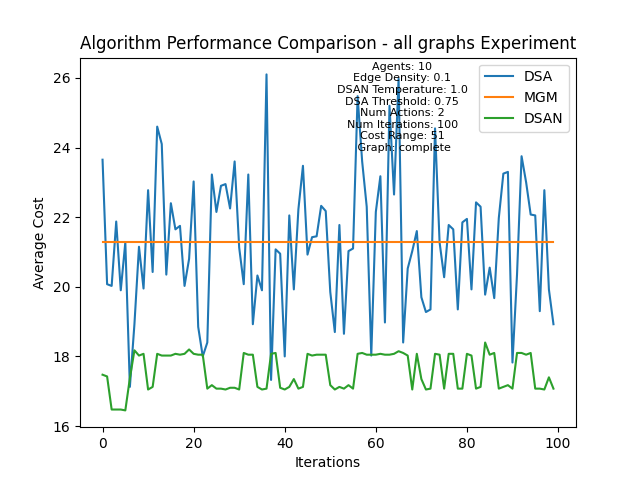 Algorithm Performance Comparison - all graphs Experiment
Agents: 10
Edge Density: 0.1
DSAN Temperature: 1.0
DSA Threshold: 0.75
Num Actions: 2
Num Iterations: 100
Cost Range: 51
Graph: complete
DSA
MGM
DSAN
Average Cost
26
24
22
20
18
16
0
20
40
60
80
100
Iterations